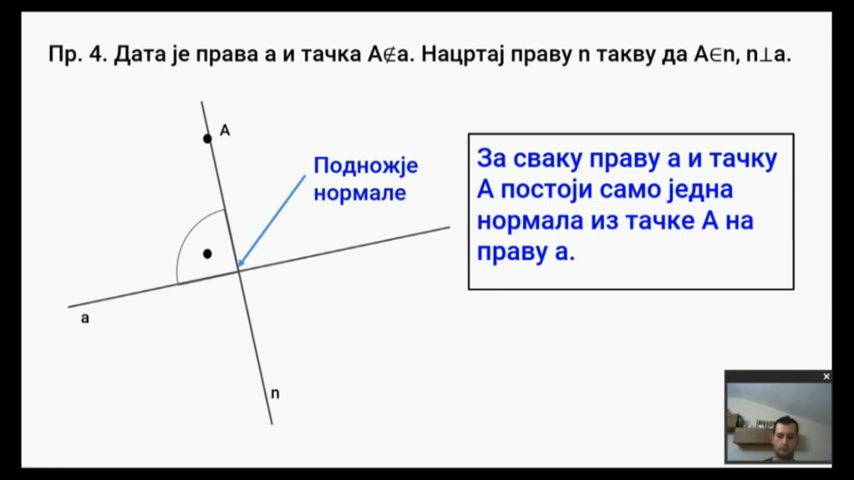 Пр. 4. Дата је права а и тачка А∉а. Нацртај праву n такву да А∈n, n⊥а.
А
Подножје
нормале
а
n
За сваку праву а и тачку
А постоји само једна
нормала из тачке А на
праву а.